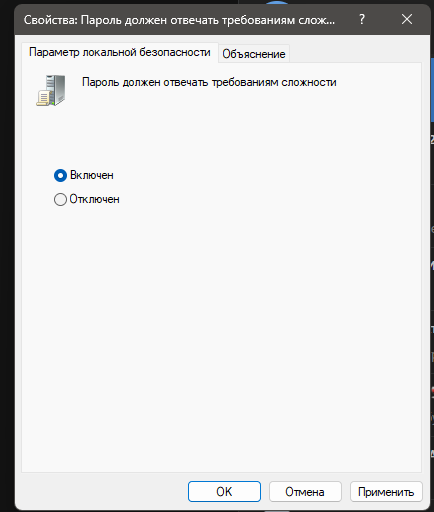 Свойства: Пароль должен отвечать требованиям слож...
?
Параметр локальной безопасности
Объяснение
Пароль должен отвечать требованиям сложности
Включен
Отключен
OK
Отмена
Применить